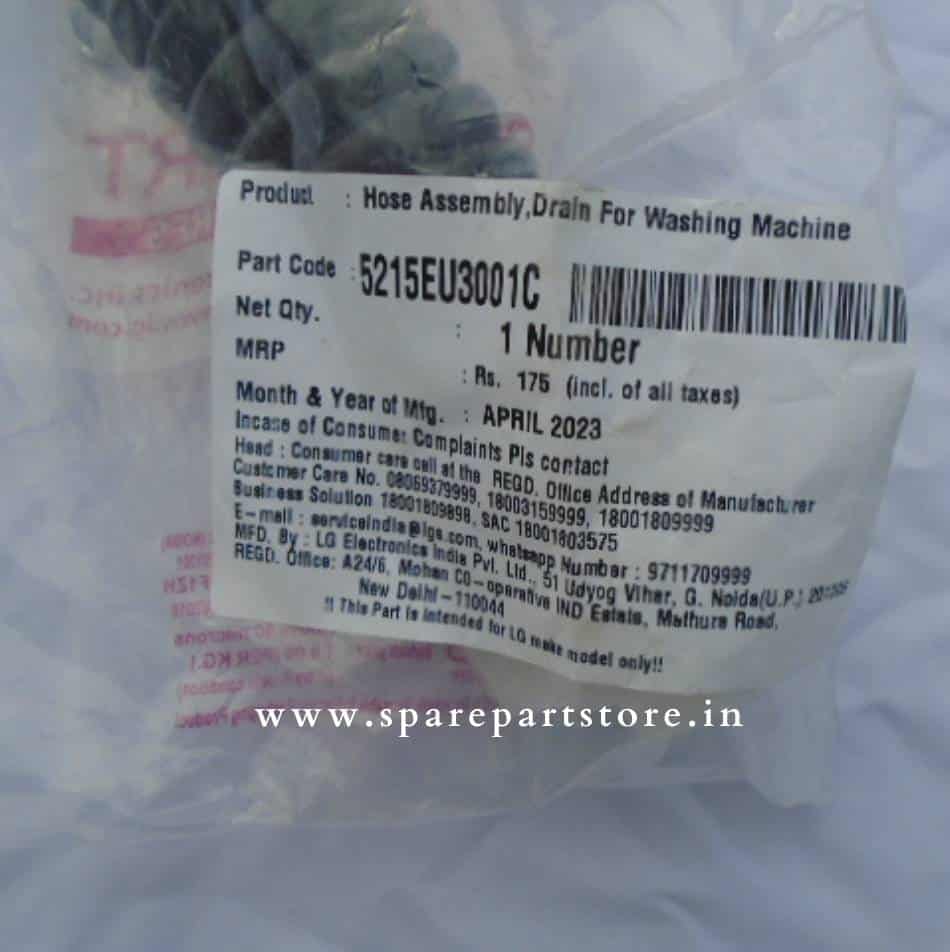 Product : Hose Assembly,Drain For Washing Machine
Part Code : 5215EU3001C
Net Qty. : 1 Number
MRP : Rs. 175 (incl. of all taxes)
Month & Year of Mfg. : APRIL 2023
Incase of Consumer Complaints Pls contact
Head : Consumer care cell at the REGD. Office Address of Manufacturer
Customer Care No. 08069379999, 18003159999, 18001809999
Business Solution 18001809898, SAC 18001803575
E-mail : serviceindia@lge.com, whatsapp Number : 9711709999
MFD. By : LG Electronics India Pvt. Ltd., 51 Udyog Vihar, G. Noida(U.P.)
REGD. Office: A24/6, Mohan CO-oparative IND Estate, Mathura Road,
New Delhi-110044
!! This Part is intended for LG make model only!!
www.sparepartstore.in